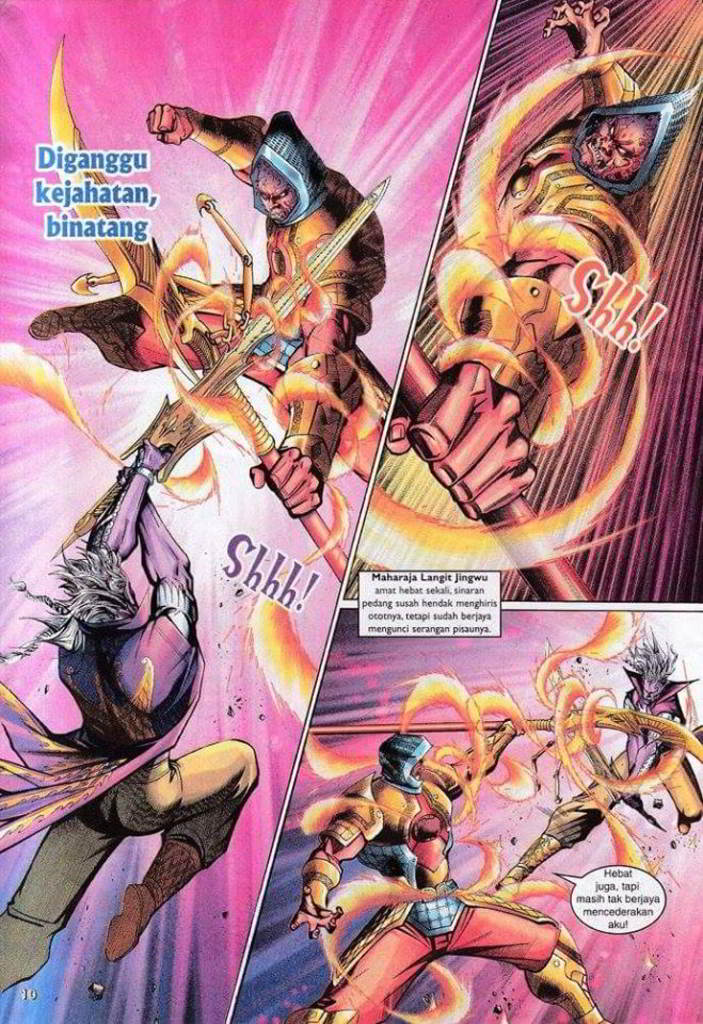 Diganggu
kejahatan,
binatang
Shh!
Shhh!
Maharaja Langit Jingwu
amat hebat sekali, sinaran
pedang susah hendak menghiris
ototnya, tetapi sudah berjaya
mengunci serangan pisaunya.
Hebat
juga, tapi
masih tak berjaya
mencederakan
aku!
10